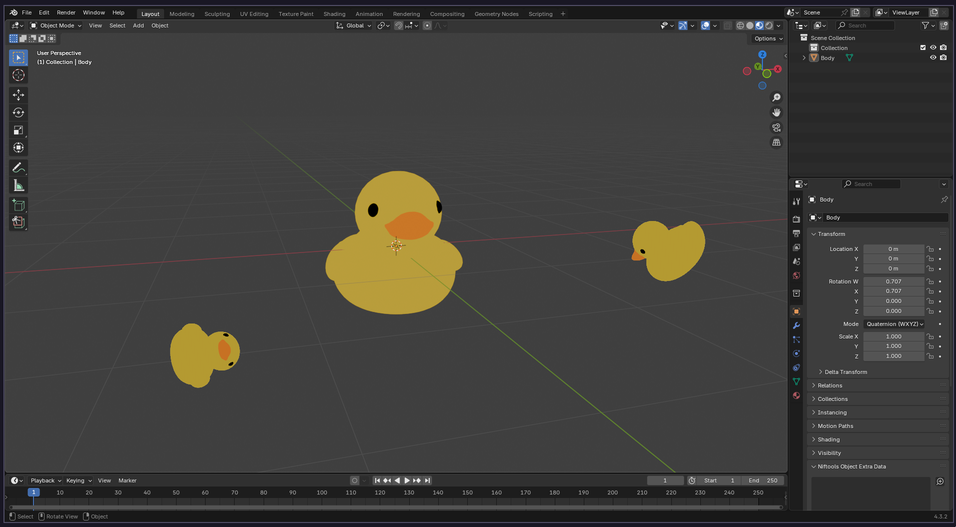 File Edit Render Window Help Layout Modeling Sculpting UV Editing Texture Paint Shading Animation Rendering Compositing Geometry Nodes Scripting Scene ViewLayer
Object Mode View Select Add Object Global Search
Options
User Perspective
(1) Collection | Body
Z
X
Y
Scene Collection
Collection
Body
Search
Body
Body
Transform
Location X 0 m
Y 0 m
Z 0 m
Rotation W 0.707
X 0.707
Y 0.000
Z 0.000
Mode Quaternion (WXYZ)
Scale X 1.000
Y 1.000
Z 1.000
Delta Transform
Relations
Collections
Instancing
Motion Paths
Shading
Visibility
Niftools Object Extra Data
Playback Keying View Marker 1 Start 1 End 250
1 10 20 30 40 50 60 70 80 90 100 110 120 130 140 150 160 170 180 190 200 210 220 230 240 250
Select Rotate View Object 4.3.2